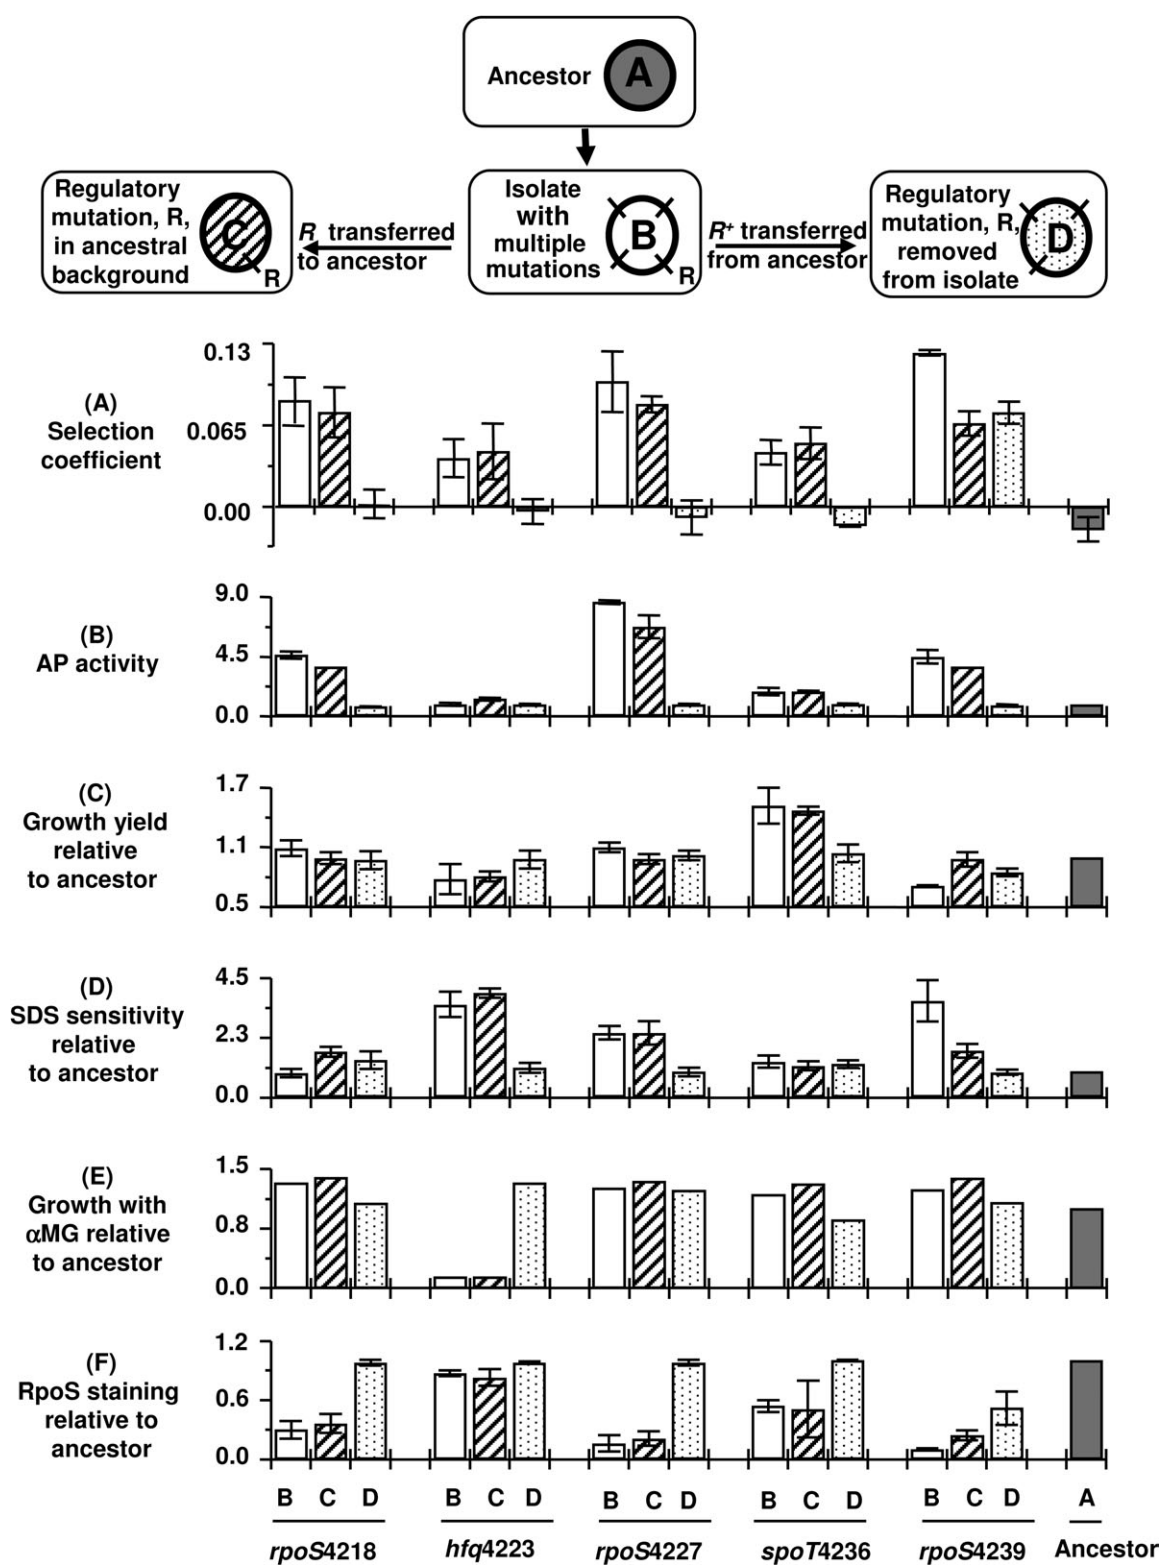 Ancestor A
Regulatory
mutation, R,
in ancestral
background
C
R
R transferred
to ancestor
Isolate
with
multiple
mutations
B
R
R+ transferred
from ancestor
Regulatory
mutation, R,
removed
from isolate
D
(A)
Selection
coefficient
0.13
0.065
0.00
(B)
AP activity
9.0
4.5
0.0
(C)
Growth yield
relative
to ancestor
1.7
1.1
0.5
(D)
SDS sensitivity
relative
to ancestor
4.5
2.3
0.0
(E)
Growth with
αMG relative
to ancestor
1.5
0.8
0.0
(F)
RpoS staining
relative to
ancestor
1.2
0.6
0.0
B C D B C D B C D B C D B C D A
rpoS4218 hfq4223 rpoS4227 spoT4236 rpoS4239 Ancestor